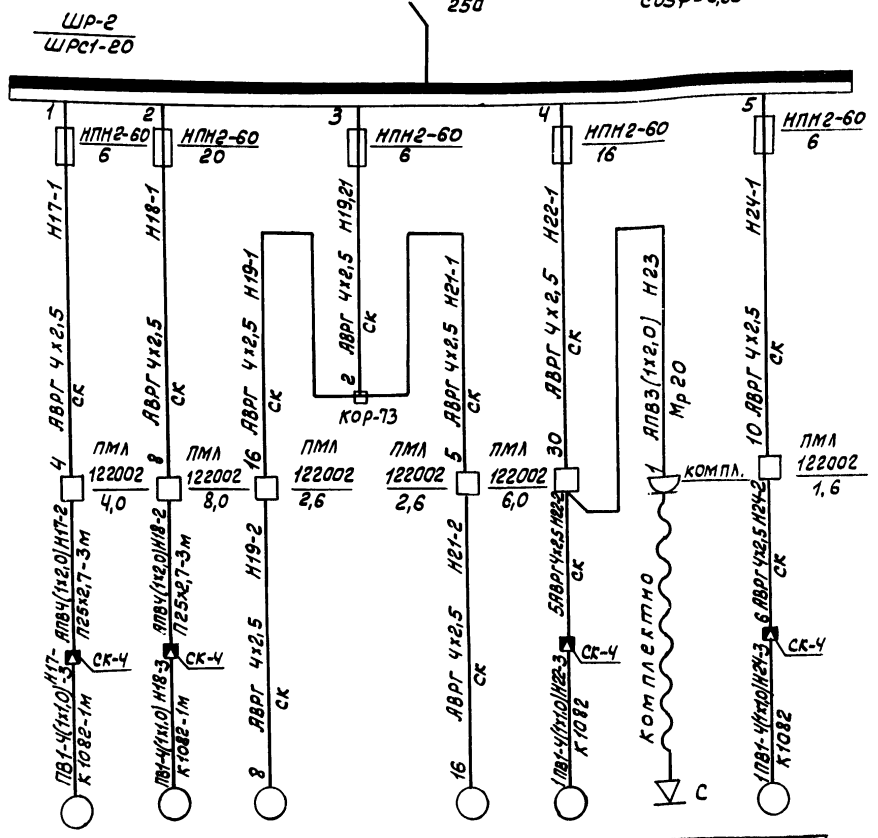 250
cosφ=0,85
ШР-2
ШРС1-20
1
НПН2-60
6
2
НПН2-60
20
3
НПН2-60
6
4
НПН2-60
16
5
НПН2-60
6
Н17-1
4 АВРГ 4х2,5
СК
Н18-1
8 АВРГ 4х2,5
СК
16 АВРГ 4х2,5 Н19-1
СК
2 АВРГ 4х2,5 Н19,21
СК
КОР-73
5 АВРГ 4х2,5 Н21-1
СК
30 АВРГ 4х2,5 Н22-1
СК
1 АПВ3(1х2,0) Н23
Мр20
10 АВРГ 4х2,5 Н24-1
СК
ПМЛ
122002
4,0
ПМЛ
122002
8,0
ПМЛ
122002
2,6
ПМЛ
122002
2,6
ПМЛ
122002
6,0
КОМПЛ.
ПМЛ
122002
1,6
АПВ4(1х2,0)Н17-2
П25х2,7-3м
АПВ4(1х2,0)Н18-2
П25х2,7-3м
8 АВРГ 4х2,5 Н19-2
СК
16 АВРГ 4х2,5 Н21-2
СК
5АВРГ4х2,5 Н22-2
СК
КОМПЛЕКТНО
6 АВРГ4х2,5 Н24-2
СК
СК-4
СК-4
СК-4
СК-4
ПВ1-4(1х1,0) Н17-3
К1082-1м
ПВ1-4(1х1,0) Н18-3
К1082-1м
1ПВ1-4(1х1,0)Н22-3
К1082
С
1ПВ1-4(1х1,0)Н24-3
К1082